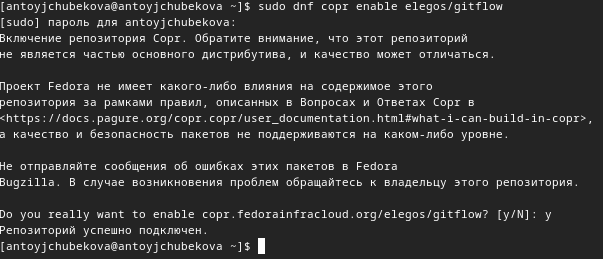 [antoyjchubekova@antoyjchubekova ~]$ sudo dnf copr enable elegos/gitflow
[sudo] пароль для antoyjchubekova:
Включение репозитория Copr. Обратите внимание, что этот репозиторий
не является частью основного дистрибутива, и качество может отличаться.
Проект Fedora не имеет какого-либо влияния на содержимое этого
репозитория за рамками правил, описанных в Вопросах и Ответах Copr в
<https://docs.pagure.org/copr.copr/user_documentation.html#what-i-can-build-in-copr>,
а качество и безопасность пакетов не поддерживаются на каком-либо уровне.
Не отправляйте сообщения об ошибках этих пакетов в Fedora
Bugzilla. В случае возникновения проблем обращайтесь к владельцу этого репозитория.
Do you really want to enable copr.fedorainfracloud.org/elegos/gitflow? [y/N]: y
Репозиторий успешно подключен.
[antoyjchubekova@antoyjchubekova ~]$